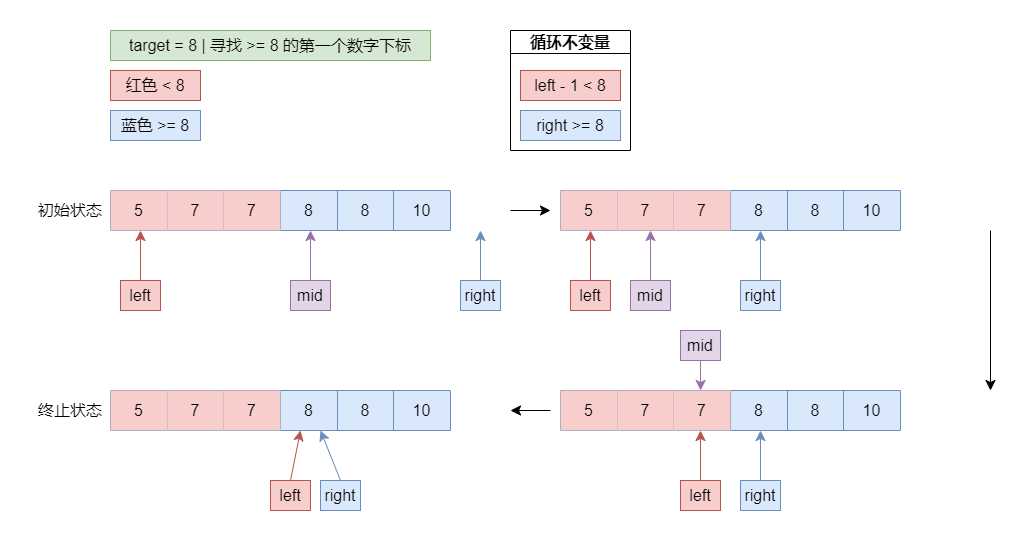 target = 8 | 寻找 >= 8 的第一个数字下标
红色 < 8
蓝色 >= 8
循环不变量
left - 1 < 8
right >= 8
初始状态
5 7 7 8 8 10
left
mid
right
5 7 7 8 8 10
left
mid
right
终止状态
5 7 7 8 8 10
left
right
mid
5 7 7 8 8 10
left
right